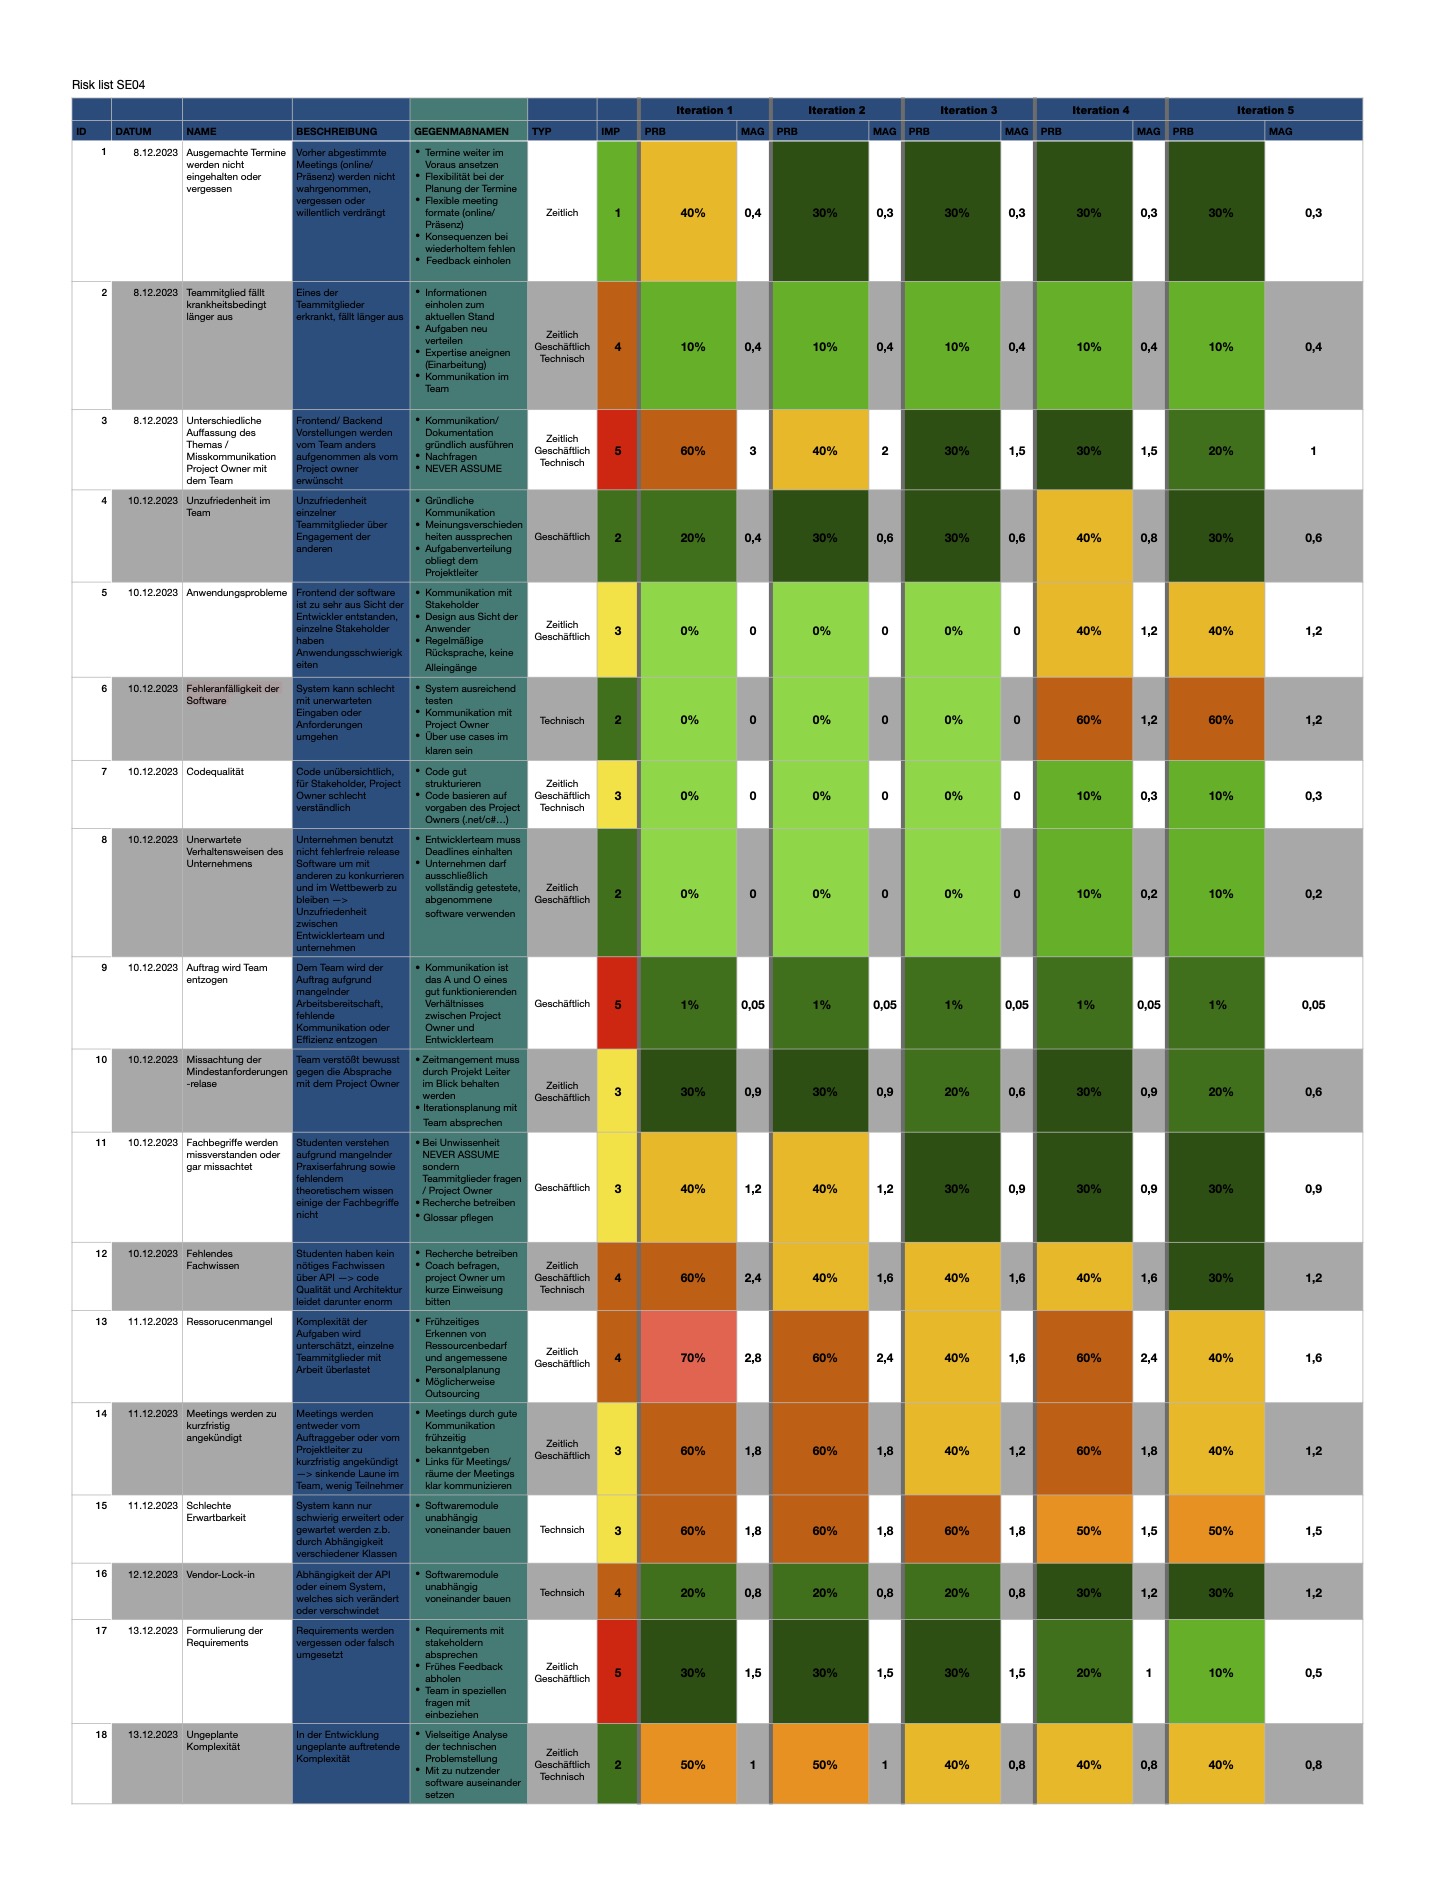 Risk list SE04
Iteration 1 Iteration 2 Iteration 3 Iteration 4 Iteration 5
ID DATUM NAME BESCHREIBUNG GEGENMAßNAMEN TYP IMP PRB MAG PRB MAG PRB MAG PRB MAG PRB MAG
1 8.12.2023
Ausgemachte Termine
werden nicht
eingehalten oder
vergessen
Vorher abgestimmte
Meetings (online/
Präsenz) werden nicht
wahrgenommen,
vergessen oder
willentlich verdrängt
• Termine weiter im
Voraus ansetzen
• Flexibilität bei der
Planung der Termine
• Flexible meeting
formate (online/
Präsenz)
• Konsequenzen bei
wiederholtem fehlen
• Feedback einholen
Zeitlich
1 40% 0,4 30% 0,3 30% 0,3 30% 0,3 30% 0,3
2 8.12.2023
Teammitglied fällt
krankheitsbedingt
länger aus
Eines der
Teammitglieder
erkrankt, fällt länger aus
• Informationen
einholen zum
aktuellen Stand
• Aufgaben neu
verteilen
• Expertise aneignen
(Einarbeitung)
• Kommunikation im
Team
Zeitlich
Geschäftlich
Technisch
4 10% 0,4 10% 0,4 10% 0,4 10% 0,4 10% 0,4
3 8.12.2023
Unterschiedliche
Auffassung des
Themas /
Misskommunikation
Project Owner mit
dem Team
Frontend/ Backend
Vorstellungen werden
vom Team anders
aufgenommen als vom
Project owner
erwünscht
• Kommunikation/
Dokumentation
gründlich ausführen
• Nachfragen
• NEVER ASSUME
Zeitlich
Geschäftlich
Technisch
5 60% 3 40% 2 30% 1,5 30% 1,5 20% 1
4 10.12.2023
Unzufriedenheit im
Team
Unzufriedenheit
einzelner
Teammitglieder über
Engagement der
anderen
• Gründliche
Kommunikation
• Meinungsverschieden
heiten aussprechen
• Aufgabenverteilung
obliegt dem
Projektleiter
Geschäftlich
2 20% 0,4 30% 0,6 30% 0,6 40% 0,8 30% 0,6
5 10.12.2023
Anwendungsprobleme
Frontend der software
ist zu sehr aus Sicht der
Entwickler entstanden,
einzelne Stakeholder
haben
Anwendungsschwierigk
eiten
• Kommunikation mit
Stakeholder
• Design aus Sicht der
Anwender
• Regelmäßige
Rücksprache, keine
Alleingänge
Zeitlich
Geschäftlich
3 0% 0 0% 0 0% 0 40% 1,2 40% 1,2
6 10.12.2023
Fehleranfälligkeit der
Software
System kann schlecht
mit unerwarteten
Eingaben oder
Anforderungen
umgehen
• System ausreichend
testen
• Kommunikation mit
Project Owner
• Über use cases im
klaren sein
Technisch
2 0% 0 0% 0 0% 0 60% 1,2 60% 1,2
7 10.12.2023
Codequalität
Code unübersichtlich,
für Stakeholder, Project
Owner schlecht
verständlich
• Code gut
strukturieren
• Code basieren auf
vorgaben des Project
Owners (.net/c#...)
Zeitlich
Geschäftlich
Technisch
3 0% 0 0% 0 0% 0 10% 0,3 10% 0,3
8 10.12.2023
Unerwartete
Verhaltensweisen des
Unternehmens
Unternehmen benutzt
nicht fehlerfreie release
Software um mit
anderen zu konkurrieren
und im Wettbewerb zu
bleiben —>
Unzufriedenheit
zwischen
Entwicklerteam und
unternehmen
• Entwicklerteam muss
Deadlines einhalten
• Unternehmen darf
ausschließlich
vollständig getestete,
abgenommene
software verwenden
Zeitlich
Geschäftlich
2 0% 0 0% 0 0% 0 10% 0,2 10% 0,2
9 10.12.2023
Auftrag wird Team
entzogen
Dem Team wird der
Auftrag aufgrund
mangelnder
Arbeitsbereitschaft,
fehlende
Kommunikation oder
Effizienz entzogen
• Kommunikation ist
das A und O eines
gut funktionierenden
Verhältnisses
zwischen Project
Owner und
Entwicklerteam
Geschäftlich
5 1% 0,05 1% 0,05 1% 0,05 1% 0,05 1% 0,05
10 10.12.2023
Missachtung der
Mindestanforderungen
-relase
Team verstößt bewusst
gegen die Absprache
mit dem Project Owner
• Zeitmangement muss
durch Projekt Leiter
im Blick behalten
werden
• Iterationsplanung mit
Team absprechen
Zeitlich
Geschäftlich
3 30% 0,9 30% 0,9 20% 0,6 30% 0,9 20% 0,6
11 10.12.2023
Fachbegriffe werden
missverstanden oder
gar missachtet
Studenten verstehen
aufgrund mangelnder
Praxiserfahrung sowie
fehlendem
theoretischem wissen
einige der Fachbegriffe
nicht
• Bei Unwissenheit
NEVER ASSUME
sondern
Teammitglieder fragen
/ Project Owner
• Recherche betreiben
• Glossar pflegen
Geschäftlich
3 40% 1,2 40% 1,2 30% 0,9 30% 0,9 30% 0,9
12 10.12.2023
Fehlendes
Fachwissen
Studenten haben kein
nötiges Fachwissen
über API —> code
Qualität und Architektur
leidet darunter enorm
• Recherche betreiben
• Coach befragen,
project Owner um
kurze Einweisung
bitten
Zeitlich
Geschäftlich
Technisch
4 60% 2,4 40% 1,6 40% 1,6 40% 1,6 30% 1,2
13 11.12.2023
Ressorucenmangel
Komplexität der
Aufgaben wird
unterschätzt, einzelne
Teammitglieder mit
Arbeit überlastet
• Frühzeitiges
Erkennen von
Ressourcenbedarf
und angemessene
Personalplanung
• Möglicherweise
Outsourcing
Zeitlich
Geschäftlich
4 70% 2,8 60% 2,4 40% 1,6 60% 2,4 40% 1,6
14 11.12.2023
Meetings werden zu
kurzfristig
angekündigt
Meetings werden
entweder vom
Auftraggeber oder vom
Projektleiter zu
kurzfristig angekündigt
—> sinkende Laune im
Team, wenig Teilnehmer
• Meetings durch gute
Kommunikation
frühzeitig
bekanntgeben
• Links für Meetings/
räume der Meetings
klar kommunizieren
Zeitlich
Geschäftlich
3 60% 1,8 60% 1,8 40% 1,2 60% 1,8 40% 1,2
15 11.12.2023
Schlechte
Erwartbarkeit
System kann nur
schwierig erweitert oder
gewartet werden z.b.
durch Abhängigkeit
verschiedener Klassen
• Softwaremodule
unabhängig
voneinander bauen
Technsich
3 60% 1,8 60% 1,8 60% 1,8 50% 1,5 50% 1,5
16 12.12.2023
Vendor-Lock-in
Abhängigkeit der API
oder einem System,
welches sich verändert
oder verschwindet
• Softwaremodule
unabhängig
voneinander bauen
Technsich
4 20% 0,8 20% 0,8 20% 0,8 30% 1,2 30% 1,2
17 13.12.2023
Formulierung der
Requirements
Requirements werden
vergessen oder falsch
umgesetzt
• Requirements mit
stakeholdern
absprechen
• Frühes Feedback
abholen
• Team in speziellen
fragen mit
einbeziehen
Zeitlich
Geschäftlich
5 30% 1,5 30% 1,5 30% 1,5 20% 1 10% 0,5
18 13.12.2023
Ungeplante
Komplexität
In der Entwicklung
ungeplante auftretende
Komplexität
• Vielseitige Analyse
der technischen
Problemstellung
• Mit zu nutzender
software auseinander
setzen
Zeitlich
Geschäftlich
Technisch
2 50% 1 50% 1 40% 0,8 40% 0,8 40% 0,8